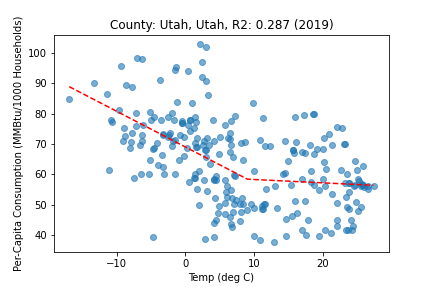 County: Utah, Utah, R2: 0.287 (2019)
Per-Capita Consumption (MMBtu/1000 Households)
100
90
80
70
60
50
40
−10 0 10 20
Temp (deg C)